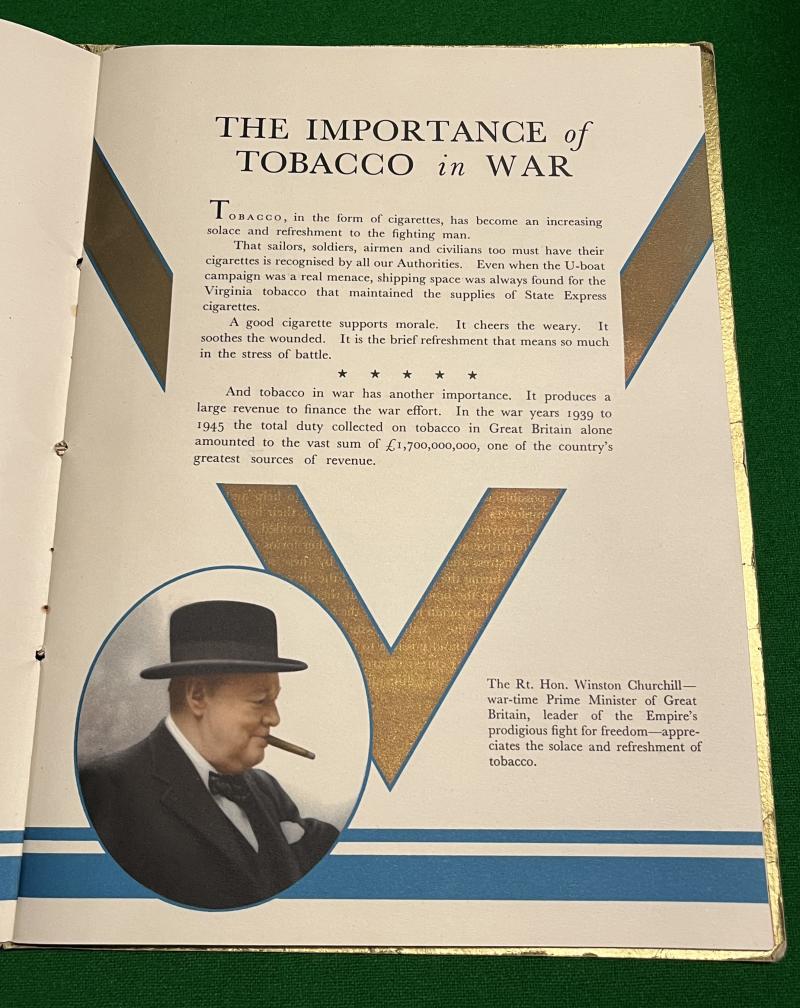 THE IMPORTANCE of
TOBACCO in WAR
TOBACCO, in the form of cigarettes, has become an increasing
solace and refreshment to the fighting man.
That sailors, soldiers, airmen and civilians too must have their
cigarettes is recognised by all our Authorities. Even when the U-boat
campaign was a real menace, shipping space was always found for the
Virginia tobacco that maintained the supplies of State Express
cigarettes.
A good cigarette supports morale. It cheers the weary. It
soothes the wounded. It is the brief refreshment that means so much
in the stress of battle.
★ ★ ★ ★ ★
And tobacco in war has another importance. It produces a
large revenue to finance the war effort. In the war years 1939 to
1945 the total duty collected on tobacco in Great Britain alone
amounted to the vast sum of £1,700,000,000, one of the country's
greatest sources of revenue.
The Rt. Hon. Winston Churchill—
war-time Prime Minister of Great
Britain, leader of the Empire's
prodigious fight for freedom—appre-
ciates the solace and refreshment of
tobacco.